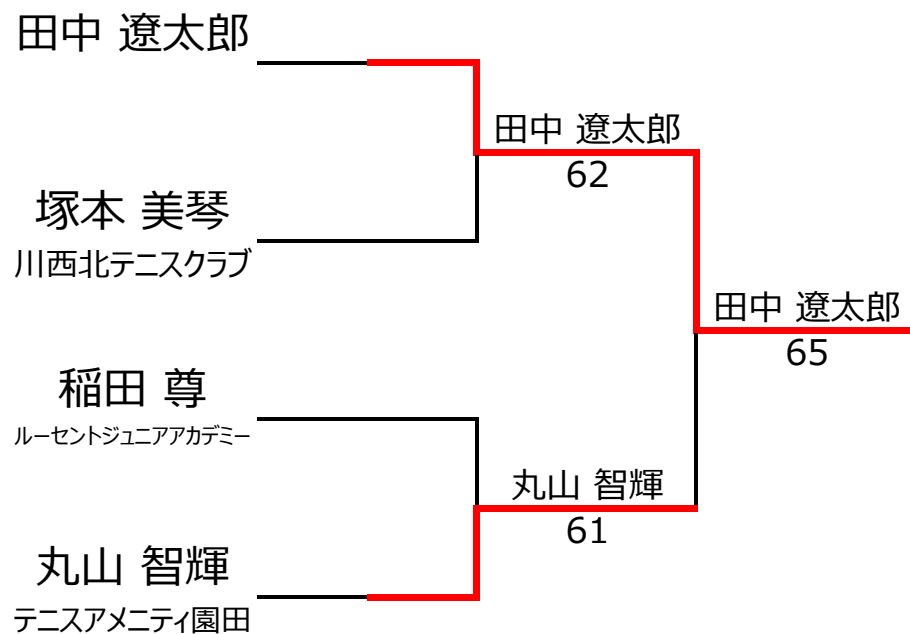 田中 遼太郎
塚本 美琴
川西北テニスクラブ
稲田 尊
ルーセントジュニアアカデミー
丸山 智輝
テニスアメニティ園田
田中 遼太郎
62
丸山 智輝
61
田中 遼太郎
65